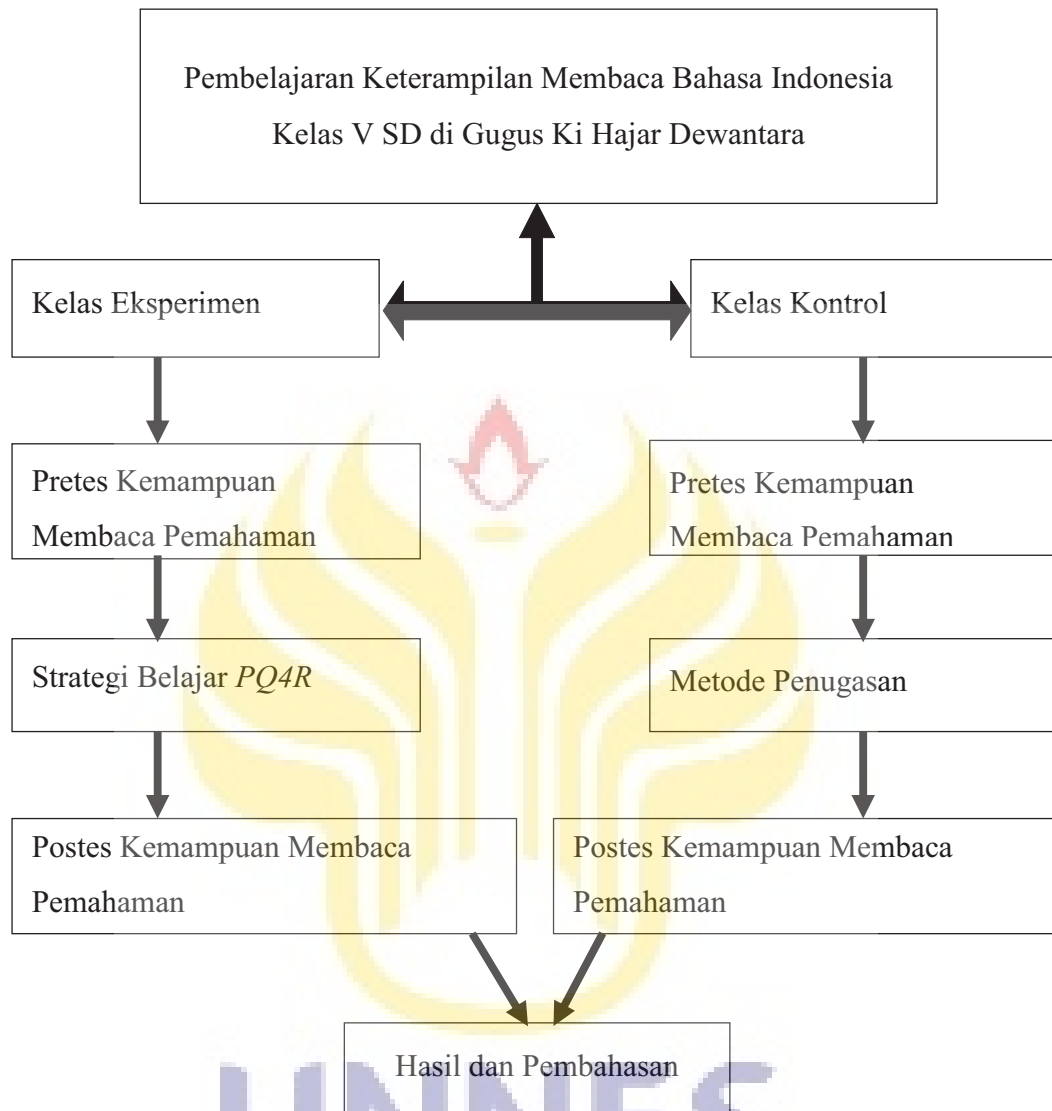 Pembelajaran Keterampilan Membaca Bahasa Indonesia
Kelas V SD di Gugus Ki Hajar Dewantara
Kelas Eksperimen
Kelas Kontrol
Pretes Kemampuan
Membaca Pemahaman
Pretes Kemampuan
Membaca Pemahaman
Strategi Belajar PQ4R
Metode Penugasan
Postes Kemampuan Membaca
Pemahaman
Postes Kemampuan Membaca
Pemahaman
Hasil dan Pembahasan
UNNES